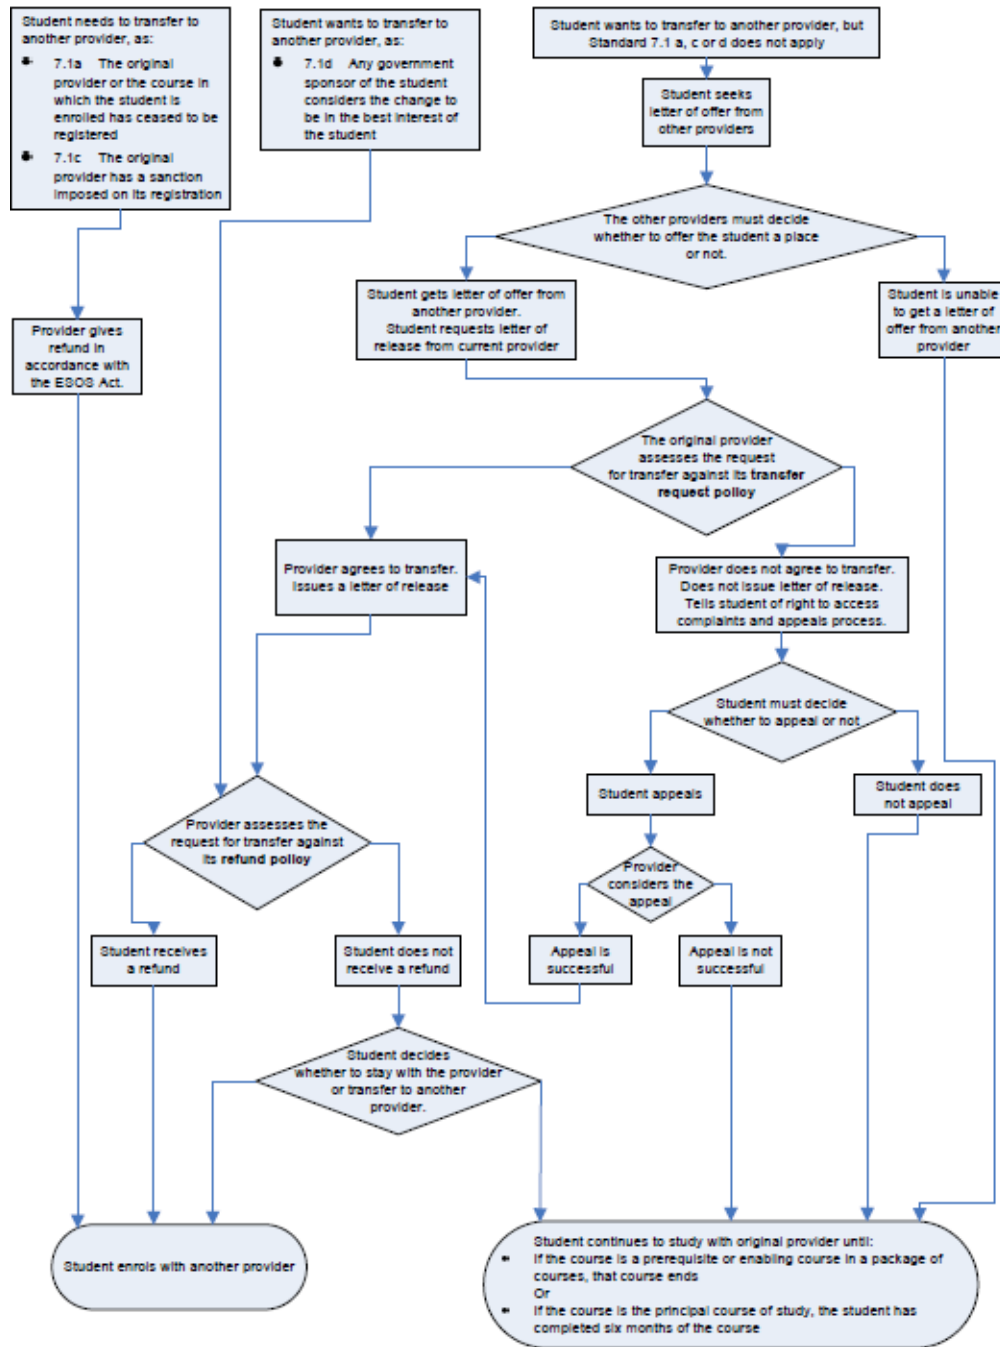 Student needs to transfer to
another provider, as:
7.1a The original
provider or the course in
which the student is
enrolled has ceased to be
registered
7.1c The original
provider has a sanction
imposed on its registration
Student wants to transfer to
another provider, as:
7.1d Any government
sponsor of the student
considers the change to
be in the best interest of
the student
Student wants to transfer to another provider, but
Standard 7.1 a, c or d does not apply
Student seeks
letter of offer from
other providers
The other providers must decide
whether to offer the student a place
or not.
Student gets letter of offer from
another provider.
Student requests letter of
release from current provider
Student is unable
to get a letter of
offer from another
provider
Provider gives
refund in
accordance with
the ESOS Act.
The original provider
assesses the request
for transfer against its transfer
request policy
Provider agrees to transfer.
Issues a letter of release
Provider does not agree to transfer.
Does not issue letter of release.
Tells student of right to access
complaints and appeals process.
Student must decide
whether to appeal or not
Student appeals
Student does
not appeal
Provider assesses the
request for transfer against
its refund policy
Provider
considers the
appeal
Student receives
a refund
Student does not
receive a refund
Appeal is
successful
Appeal is not
successful
Student decides
whether to stay with the provider
or transfer to another
provider.
Student enrols with another provider
Student continues to study with original provider until:
If the course is a prerequisite or enabling course in a package of
courses, that course ends
Or
If the course is the principal course of study, the student has
completed six months of the course